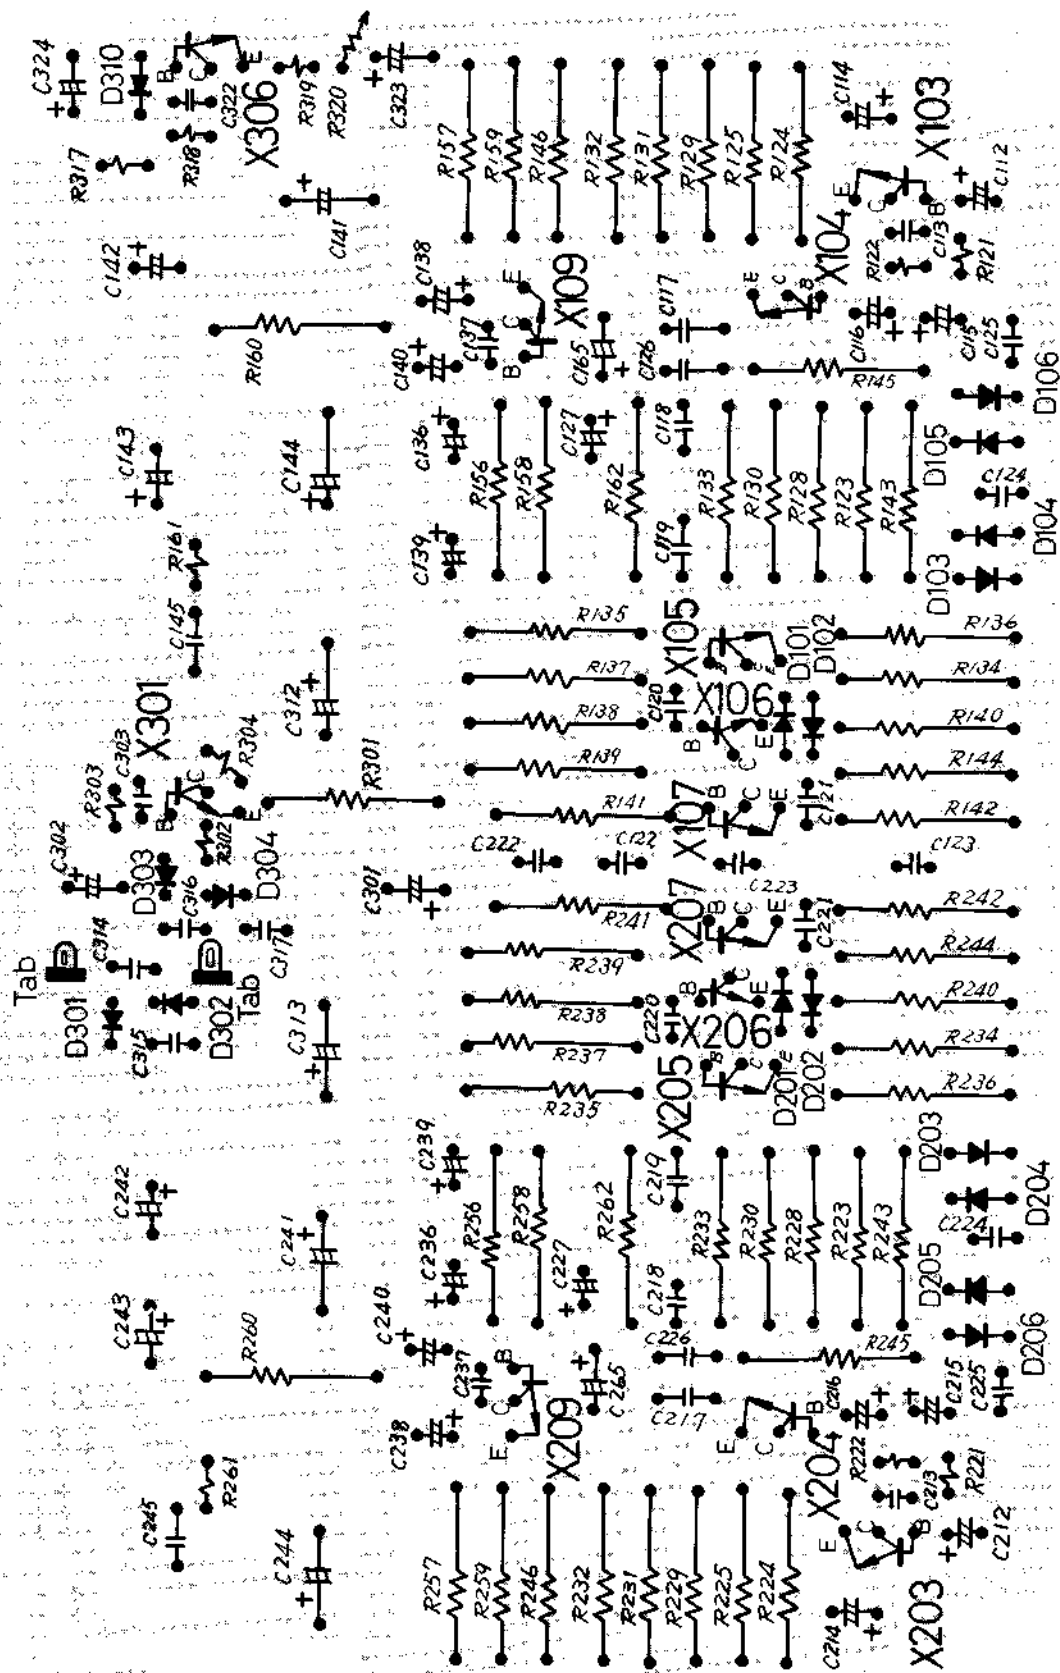 C324
D310
B
C
E
C322
X306
R319
R320
C323
R317
R318
C141
C142
R157
R159
R146
R132
R131
R129
R125
R124
C114
X103
E
C
B
C112
C113
R121
R122
X104
E
C
B
C138
E
C
B
X109
C137
C140
C165
C117
C126
C116
C115
C125
R145
D106
R160
C143
C144
C136
R156
R158
C127
R162
C118
R133
R130
R128
R123
R143
D105
C124
D104
D103
C139
C119
R161
C145
R135
X105
B
C
E
D101
D102
R136
R137
C120
X106
B
C
E
R134
R138
R140
R139
R144
X301
C312
R304
C303
R303
B
C
E
R301
R302
C302
D303
D304
C316
R141
X107
B
C
E
C121
R142
C222
C122
C223
C123
C301
C314
C317
Tab
Tab
R241
X207
B
C
E
C221
R242
R239
R244
D301
D302
C315
C313
R238
C220
X206
B
C
E
R240
R237
R234
R235
X205
B
C
E
D201
D202
R236
C242
C241
C239
C236
R256
R258
C227
R262
C219
C218
R233
R230
R228
R223
R243
D203
D204
C224
D205
D206
C243
R260
C240
C237
C238
B
C
E
X209
C265
C226
C217
R245
C216
C215
C225
E
C
B
X204
R222
C213
R221
C212
C245
R261
C244
R257
R259
R246
R232
R231
R229
R225
R224
E
C
B
C214
X203